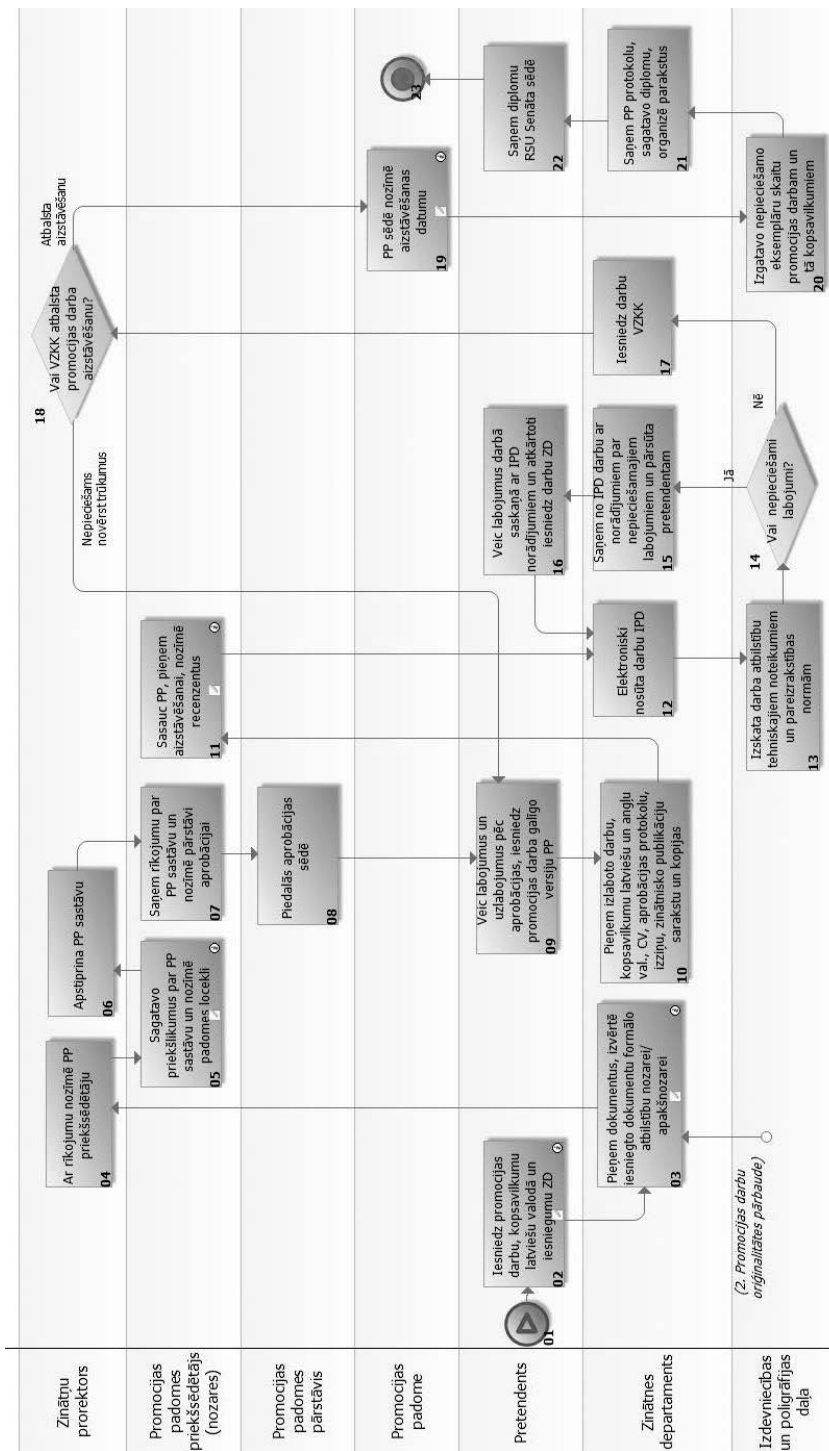 Zinātņu
prorektors
Promocijas
padomes
priekšsēdētājs
(nozares)
Promocijas
padomes
pārstāvis
Promocijas
padome
Pretendents
Zinātnes
departaments
Izdevniecības
un poligrāfijas
daļa
01
Iesniedz promocijas
darbu, kopsavilkumu
latviešu valodā un
iesniegumu ZD
02
(2. Promocijas darbu
oriģinalitātes pārbaude)
Pieņem dokumentus, izvērtē
iesniegto dokumentu formālo
atbilstību nozarei/
apakšnozarei
03
Ar rīkojumu nozīmē PP
priekšsēdētāju
04
Sagatavo
priekšlikumus par PP
sastāvu un nozīmē
padomes locekli
05
Apstiprina PP sastāvu
06
Saņem rīkojumu par
PP sastāvu un
nozīmē pārstāvi
aprobācijai
07
Piedalās aprobācijas
sēdē
08
Veic labojumus un
uzlabojumus pēc
aprobācijas, iesniedz
promocijas darba galīgo
versiju PP
09
Pieņem izlaboto darbu,
kopsavilkumu latviešu un angļu
val., CV, aprobācijas protokolu,
izziņu, zinātnisko publikāciju
sarakstu un kopijas
10
Sasauc PP, pieņem
aizstāvēšanai, nozīmē
recenzentus
11
Elektroniski
nosūta darbu IPD
12
Izskata darba atbilstību
tehniskajiem noteikumiem
un pareizrakstības
normām
13
14
Vai nepieciešami
labojumi?
Jā
Nē
Saņem no IPD darbu ar
norādījumiem par
nepieciešamajiem
labojumiem un pārsūta
pretendentam
15
Veic labojumus darbā
saskaņā ar IPD
norādījumiem un atkārtoti
iesniedz darbu ZD
16
Iesniedz darbu
VZKK
17
18
Vai VZKK atbalsta
promocijas darba
aizstāvēšanu?
Nepieciešams
novērst trūkumus
Atbalsta
aizstāvēšanu
PP sēdē nozīmē
aizstāvēšanas
datumu
19
Izgatavo nepieciešamo
eksemplāru skaitu
promocijas darbam un
tā kopsavilkumiem
20
Saņem PP protokolu,
sagatavo diplomu,
organizē parakstus
21
Saņem diplomu
RSU Senāta sēdē
22
23